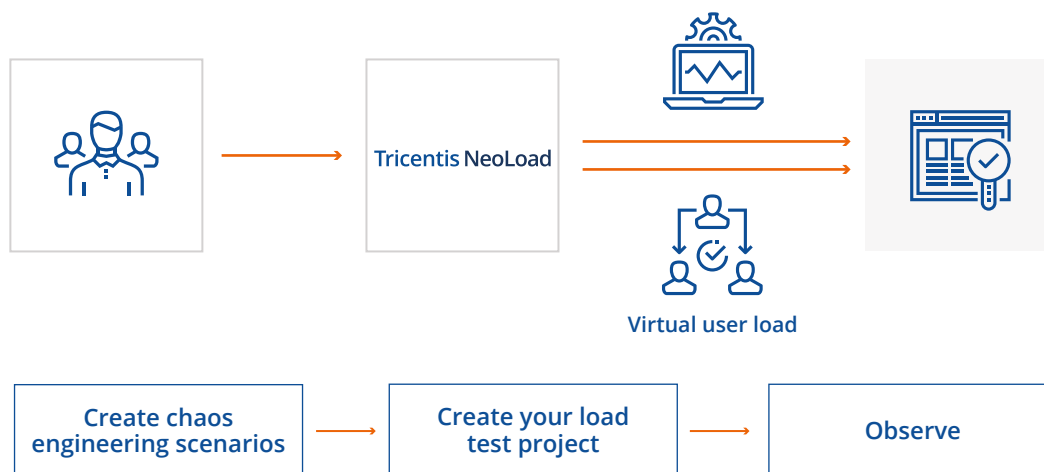 Tricentis NeoLoad
Virtual user load
Create chaos
engineering scenarios
Create your load
test project
Observe